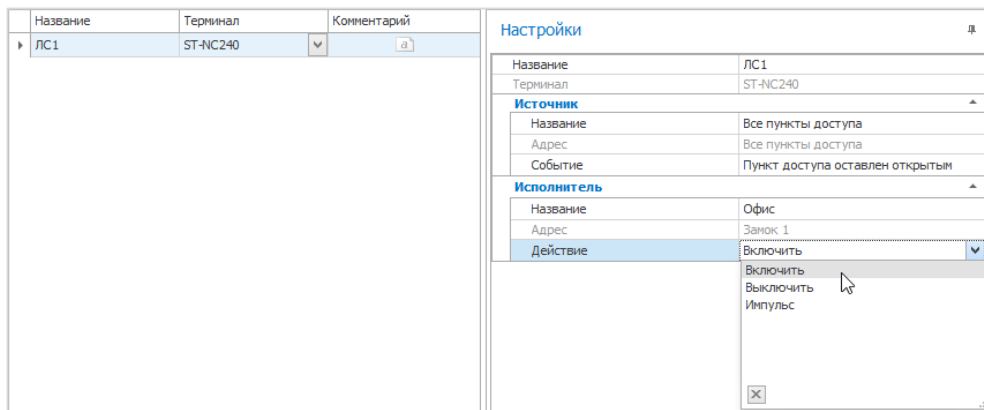 Название Терминал Комментарий
ЛС1 ST-NC240 a
Настройки
Название ЛС1
Терминал ST-NC240
Источник
Название Все пункты доступа
Адрес Все пункты доступа
Событие Пункт доступа оставлен открытым
Исполнитель
Название Офис
Адрес Замок 1
Действие Включить
Включить
Выключить
Импульс